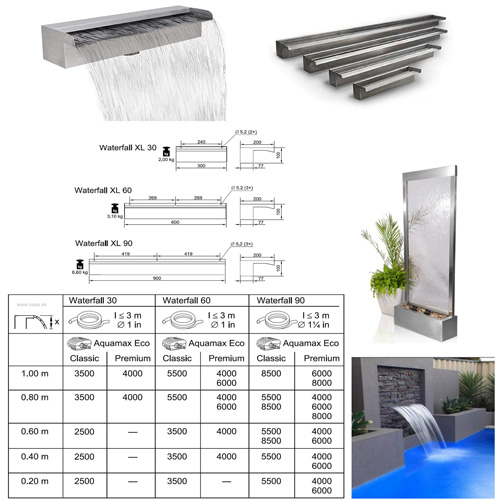 Waterfall XL 30
2,00 kg
240
Ø 5,2 (2×)
300
200
100
77
Waterfall XL 60
3,10 kg
269 269
Ø 5,2 (3×)
600
200
100
77
Waterfall XL 90
6,60 kg
419 419
Ø 5,2 (3×)
900
200
100
77
Waterfall 30 Waterfall 60 Waterfall 90
x
l ≤ 3 m l ≤ 3 m l ≤ 3 m
Ø 1 in Ø 1 in Ø 1¼ in
Aquamax Eco Aquamax Eco Aquamax Eco
Classic Premium Classic Premium Classic Premium
1.00 m 3500 4000 5500 4000 8500 6000
6000 8000
0.80 m 3500 4000 5500 4000 5500 4000
6000 8500 6000
8000
0.60 m 2500 — 3500 4000 5500 4000
8500 6000
0.40 m 2500 — 3500 4000 5500 4000
6000
0.20 m 2500 — 3500 — 5500 4000
6000